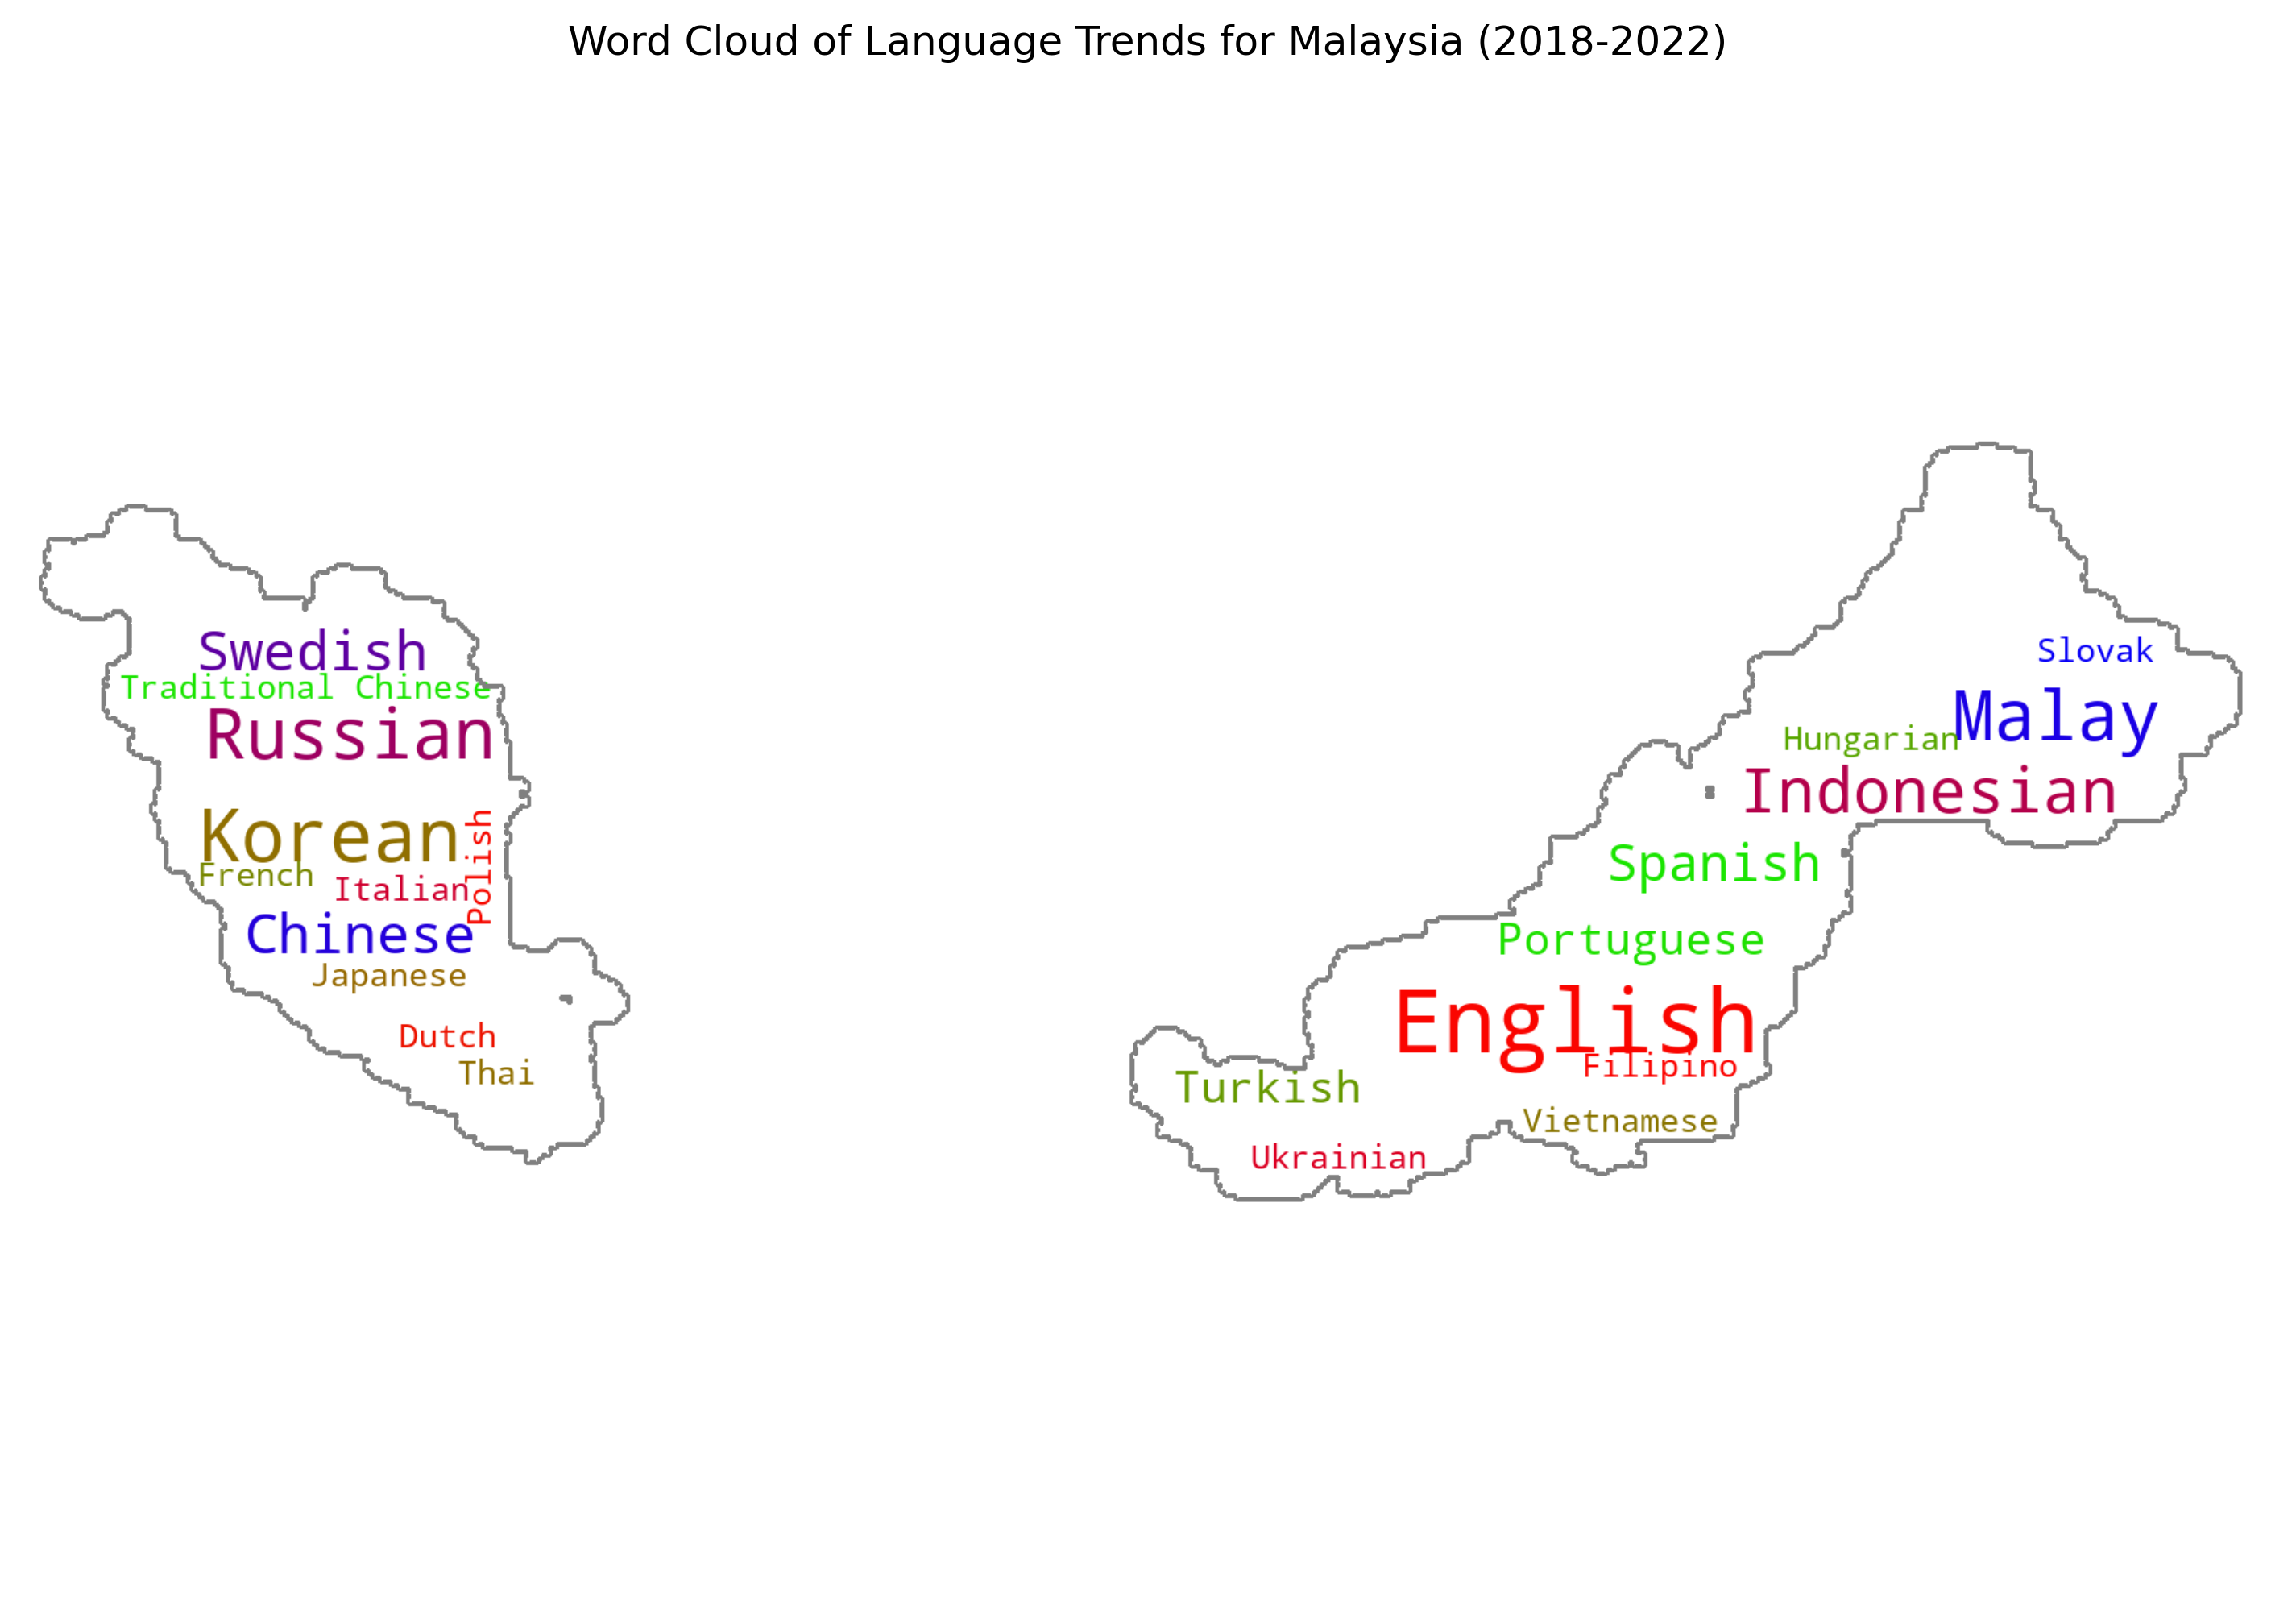 Word Cloud of Language Trends for Malaysia (2018-2022)
Swedish
Traditional Chinese
Russian
Korean
Polish
French
Italian
Chinese
Japanese
Dutch
Thai
Slovak
Malay
Hungarian
Indonesian
Spanish
Portuguese
English
Filipino
Turkish
Vietnamese
Ukrainian